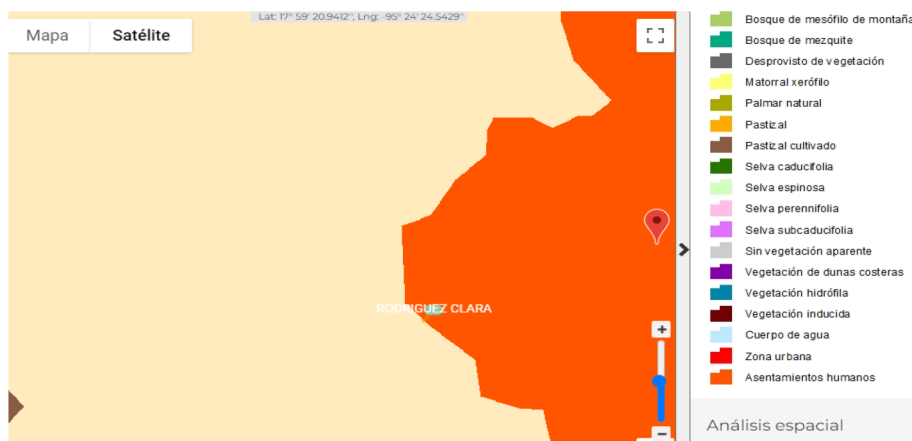 Lat: 17° 59' 20.9412", Lng: -95° 24' 24.5429"
Mapa
Satélite
RODRIGUEZ CLARA
Bosque de mesófilo de montaña
Bosque de mezquite
Desprovisto de vegetación
Matorral xerófilo
Palmar natural
Pastizal
Pastizal cultivado
Selva caducifolia
Selva espinosa
Selva perennifolia
Selva subcaducifolia
Sin vegetación aparente
Vegetación de dunas costeras
Vegetación hidrófila
Vegetación inducida
Cuerpo de agua
Zona urbana
Asentamientos humanos
Análisis espacial